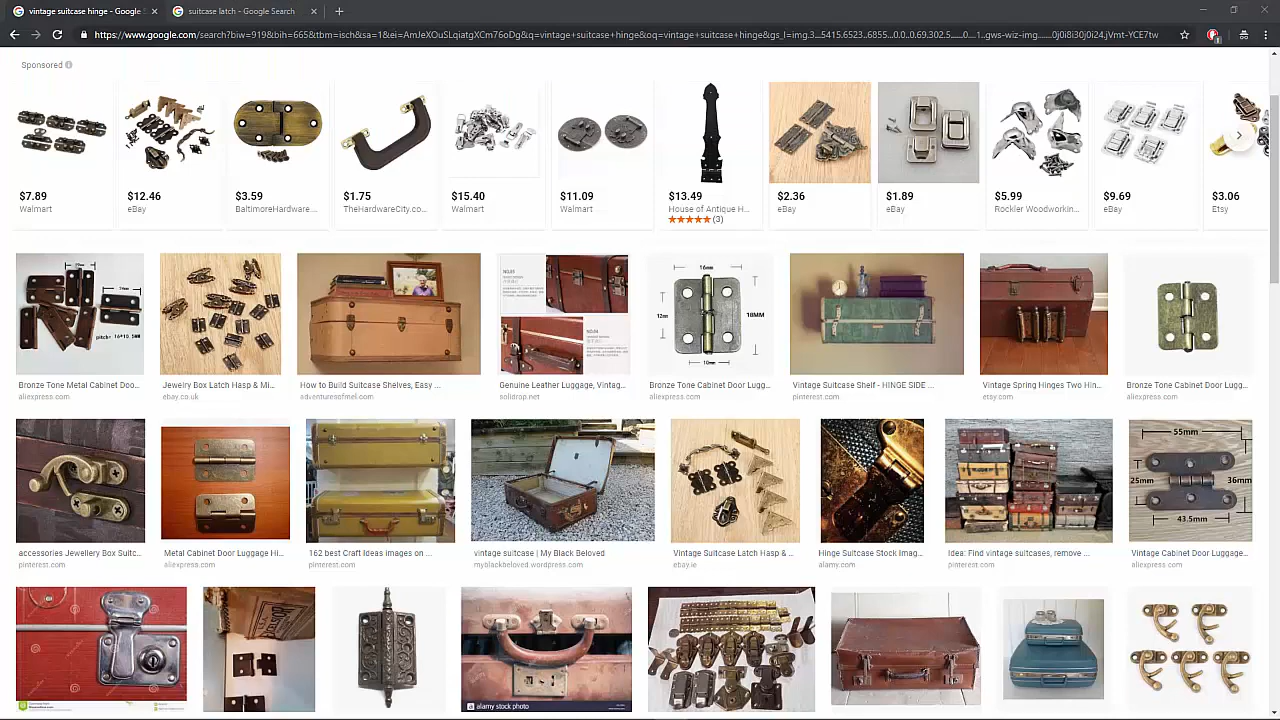 vintage suitcase hinge - Google
suitcase latch - Google Search
https://www.google.com/search?biw=919&bih=665&tbm=isch&sa=1&ei=AmJeXOuSLqiatgXCm76oDg&q=vintage+suitcase+hinge&oq=vintage+suitcase+hinge&gs_l=img.3...5415.6523..6855...0.0..0.69.302.5......0....1..gws-wiz-img.......0j0i8i30j0i24.jVmt-YCE7tw
Sponsored
$7.89 $12.46 $3.59 $1.75 $15.40 $11.09 $13.49 $2.36 $1.89 $5.99 $9.69 $3.06
Walmart eBay BaltimoreHardware.... TheHardwareCity.co... Walmart Walmart House of Antique H... eBay eBay Rockler Woodworkin... eBay Etsy
(3)
16mm
12mm 18MM
10mm
Bronze Tone Metal Cabinet Doo... Jewelry Box Latch Hasp & Mi... How to Build Suitcase Shelves, Easy ... Genuine Leather Luggage, Vintag... Bronze Tone Cabinet Door Lugg... Vintage Suitcase Shelf - HINGE SIDE ... Vintage Spring Hinges Two Hin... Bronze Tone Cabinet Door Lugg...
aliexpress.com ebay.co.uk adventuresofmel.com solidrop.net aliexpress.com pinterest.com etsy.com aliexpress.com
55mm
25mm 36mm
43.5mm
accessories Jewellery Box Suitc... Metal Cabinet Door Luggage Hi... 162 best Craft Ideas images on ... vintage suitcase | My Black Beloved Vintage Suitcase Latch Hasp & ... Hinge Suitcase Stock Imag... Idea: Find vintage suitcases, remove ... Vintage Cabinet Door Luggage...
pinterest.com aliexpress.com pinterest.com myblackbeloved.wordpress.com ebay.ie alamy.com pinterest.com aliexpress.com
alamy stock photo